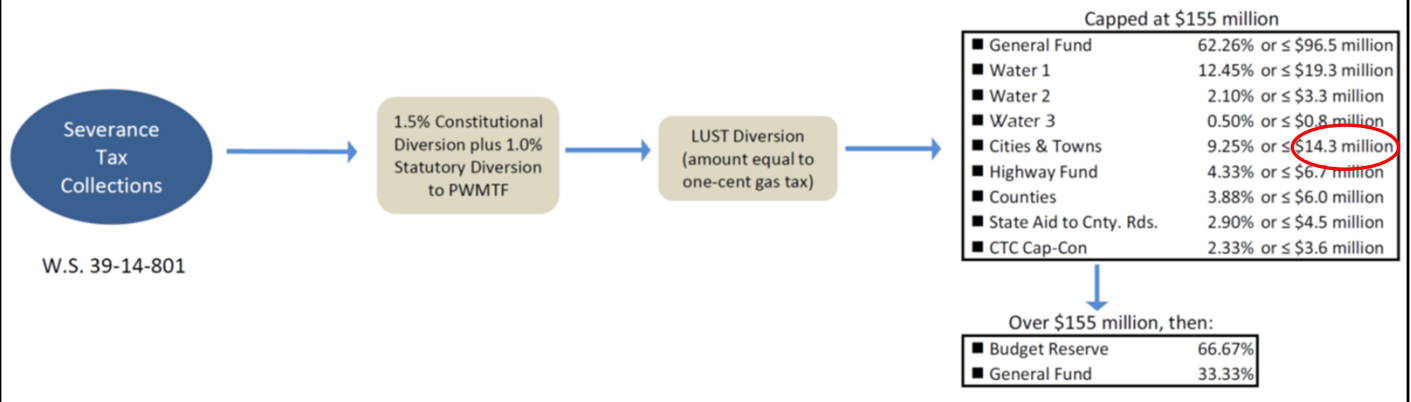 Severance
Tax
Collections
W.S. 39-14-801
1.5% Constitutional
Diversion plus 1.0%
Statutory Diversion
to PWMTF
LUST Diversion
(amount equal to
one-cent gas tax)
Capped at $155 million
■ General Fund 62.26% or ≤ $96.5 million
■ Water 1 12.45% or ≤ $19.3 million
■ Water 2 2.10% or ≤ $3.3 million
■ Water 3 0.50% or ≤ $0.8 million
■ Cities & Towns 9.25% or ≤ $14.3 million
■ Highway Fund 4.33% or ≤ $6.7 million
■ Counties 3.88% or ≤ $6.0 million
■ State Aid to Cnty. Rds. 2.90% or ≤ $4.5 million
■ CTC Cap-Con 2.33% or ≤ $3.6 million
Over $155 million, then:
■ Budget Reserve 66.67%
■ General Fund 33.33%